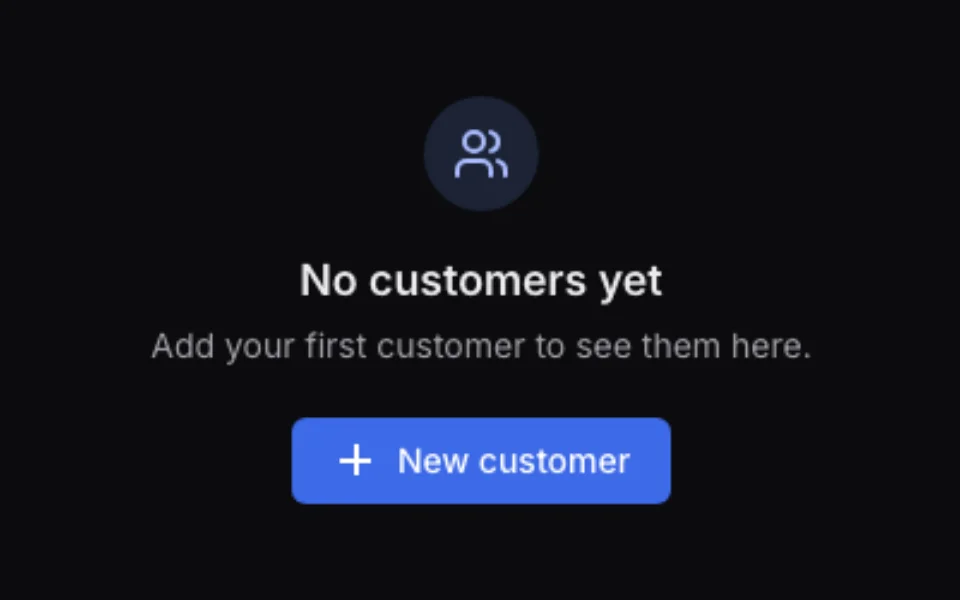 No customers yet
Add your first customer to see them here.
New customer